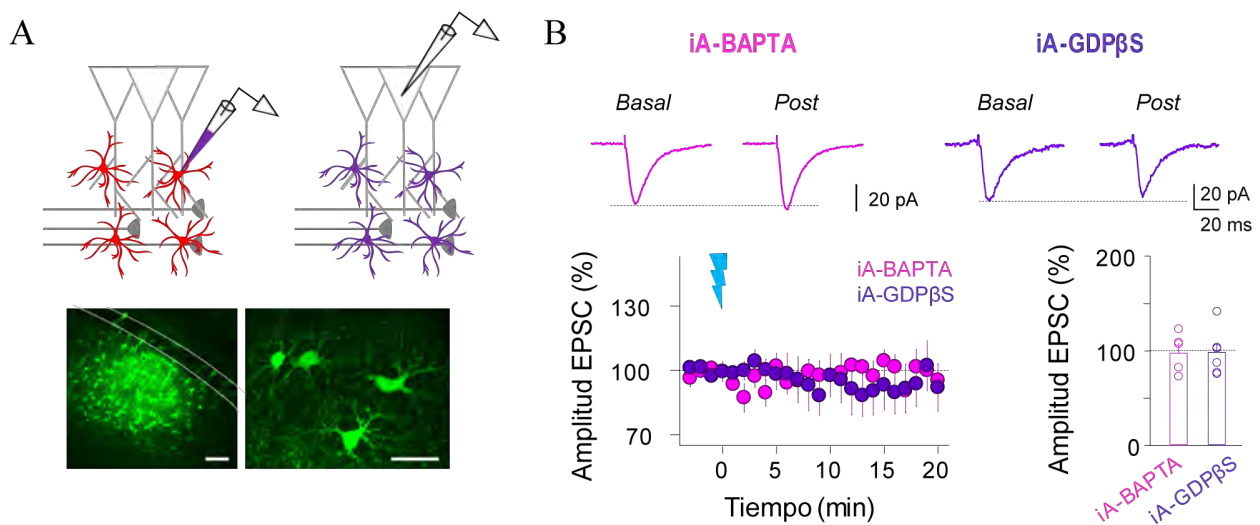 A
B
iA-BAPTA
iA-GDPβS
Basal
Post
Basal
Post
20 pA
20 pA
20 ms
Amplitud EPSC (%)
130
100
70
iA-BAPTA
iA-GDPβS
0
5
10
15
20
Tiempo (min)
Amplitud EPSC (%)
200
100
0
iA-BAPTA
iA-GDPβS